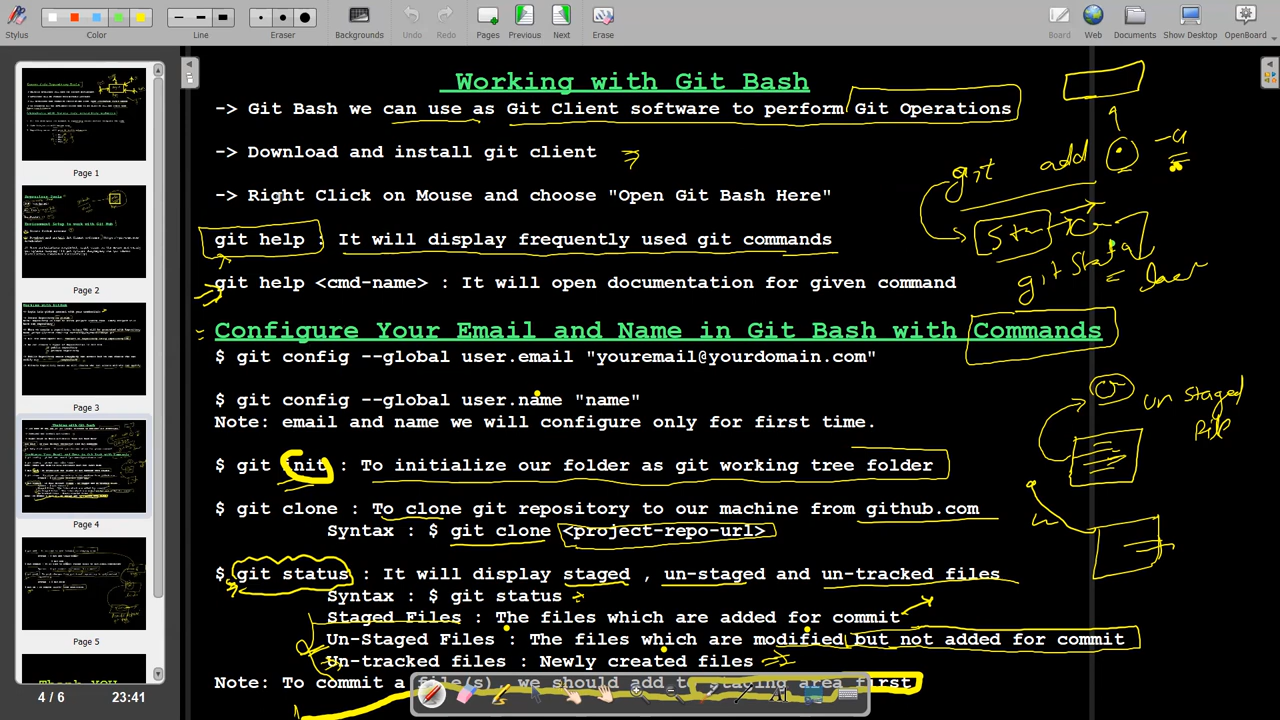 Color
Line
Eraser
Backgrounds
Undo
Redo
Pages
Previous
Next
Erase
Board
Web
Documents
Show Desktop
OpenBoard
Page 1
Page 2
Page 3
Page 4
Page 5
4 / 6
23:41
Working with Git Bash
-> Git Bash we can use as Git Client software to perform Git Operations
-> Download and install git client
-> Right Click on Mouse and choose "Open Git Bash Here"
git help : It will display frequently used git commands
git help <cmd-name> : It will open documentation for given command
Configure Your Email and Name in Git Bash with Commands
$ git config --global user.email "youremail@yourdomain.com"
$ git config --global user.name "name"
Note: email and name we will configure only for first time.
$ git init : To initialize our folder as git working tree folder
$ git clone : To clone git repository to our machine from github.com
Syntax : $ git clone <project-repo-url>
$ git status : It will display staged , un-staged and un-tracked files
Syntax : $ git status
Staged Files : The files which are added for commit
Un-Staged Files : The files which are modified but not added for commit
Un-tracked files : Newly created files
Note: To commit a file(s), we should add to staging area first
git add . -a
git status
un staged
file